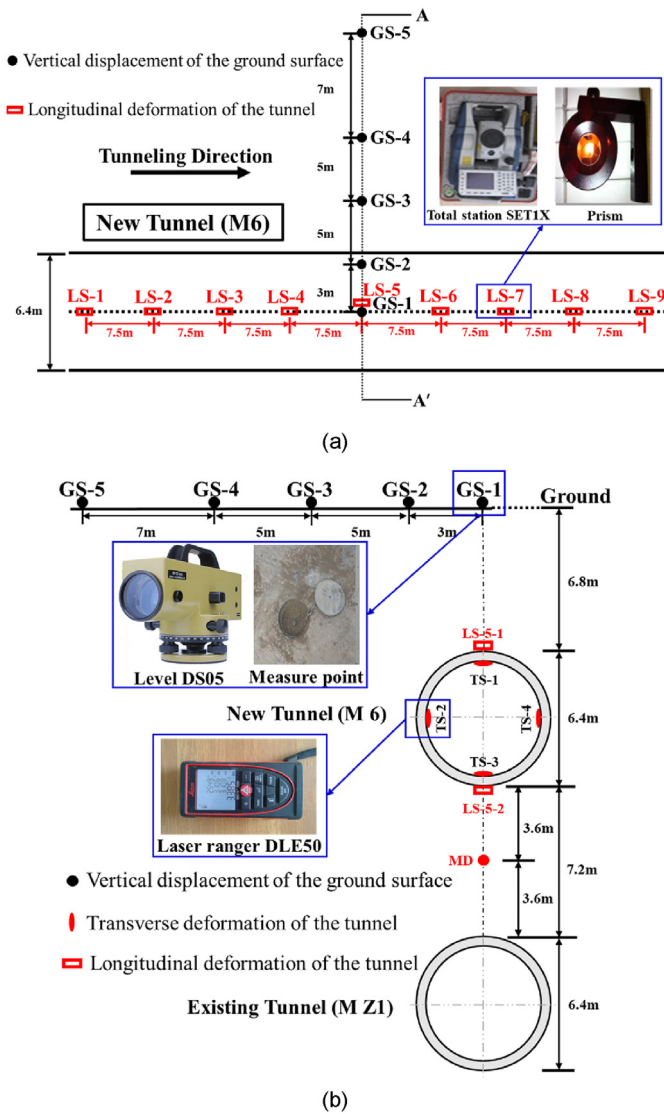 A
GS-5
Vertical displacement of the ground surface
7m
Longitudinal deformation of the tunnel
GS-4
Tunneling Direction
5m
GS-3
Total station SET1X
Prism
New Tunnel (M6)
5m
GS-2
6.4m
LS-1
LS-2
LS-3
LS-4
3m
LS-5
GS-1
LS-6
LS-7
LS-8
LS-9
7.5m
7.5m
7.5m
7.5m
7.5m
7.5m
7.5m
7.5m
A′
(a)
GS-5
GS-4
GS-3
GS-2
GS-1
Ground
7m
5m
5m
3m
6.8m
Level DS05
Measure point
LS-5-1
TS-1
New Tunnel (M 6)
TS-2
TS-4
6.4m
TS-3
LS-5-2
Laser ranger DLE50
3.6m
MD
7.2m
Vertical displacement of the ground surface
3.6m
Transverse deformation of the tunnel
Longitudinal deformation of the tunnel
Existing Tunnel (M Z1)
6.4m
(b)